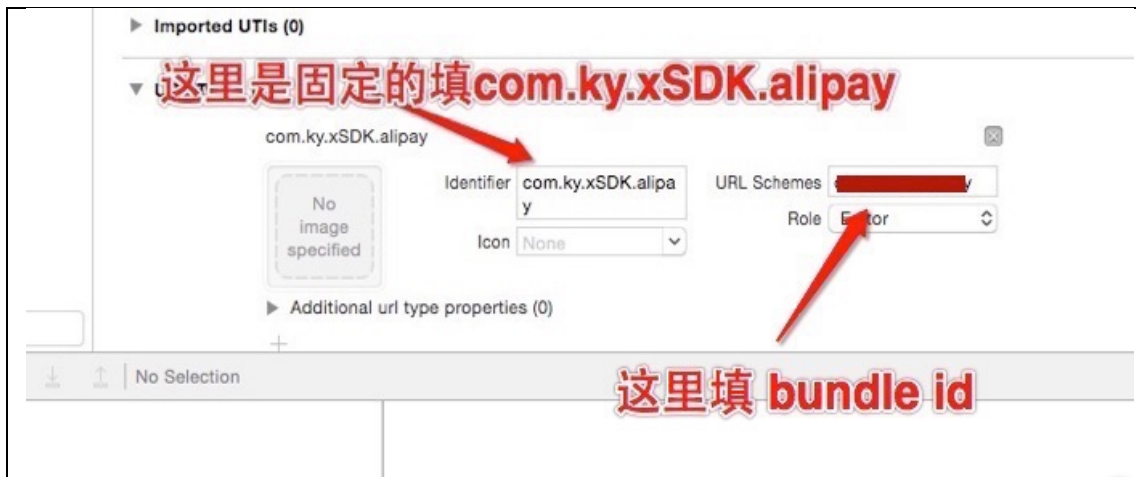 Imported UTIs (0)
这里是固定的填com.ky.xSDK.alipay
com.ky.xSDK.alipay
No
image
specified
Identifier
com.ky.xSDK.alipa
y
Icon
None
URL Schemes
y
Role
Additional url type properties (0)
No Selection
这里填 bundle id